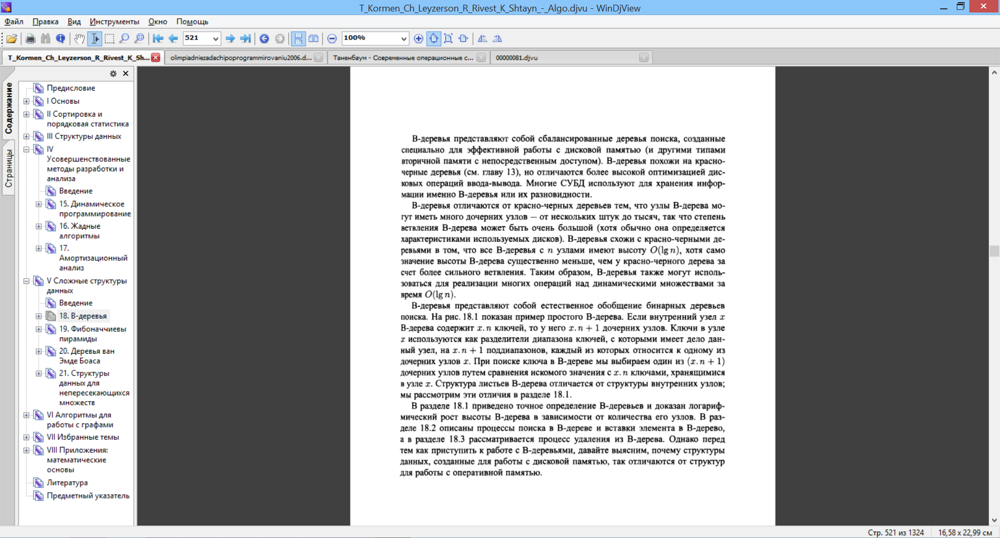 T_Kormen_Ch_Leyzerson_R_Rivest_K_Shtayn_-_Algo.djvu - WinDjView
Файл Правка Вид Инструменты Окно Помощь
521 100%
T_Kormen_Ch_Leyzerson_R_Rivest_K_Sh... olimpiadniezadachipoprogrammirovaniu2006.d... Таненбаум - Современные операционные с... 00000081.djvu
Содержание
Страницы
Предисловие
I Основы
II Сортировка и
порядковая статистика
III Структуры данных
IV
Усовершенствованные
методы разработки и
анализа
Введение
15. Динамическое
программирование
16. Жадные
алгоритмы
17.
Амортизационный
анализ
V Сложные структуры
данных
Введение
18. В-деревья
19. Фибоначчиевы
пирамиды
20. Деревья ван
Эмде Боаса
21. Структуры
данных для
непересекающихся
множеств
VI Алгоритмы для
работы с графами
VII Избранные темы
VIII Приложения:
математические
основы
Литература
Предметный указатель
В-деревья представляют собой сбалансированные деревья поиска, созданные
специально для эффективной работы с дисковой памятью (и другими типами
вторичной памяти с непосредственным доступом). В-деревья похожи на красно-
черные деревья (см. главу 13), но отличаются более высокой оптимизацией дис-
ковых операций ввода-вывода. Многие СУБД используют для хранения инфор-
мации именно В-деревья или их разновидности.
В-деревья отличаются от красно-черных деревьев тем, что узлы В-дерева мо-
гут иметь много дочерних узлов — от нескольких штук до тысяч, так что степень
ветвления В-дерева может быть очень большой (хотя обычно она определяется
характеристиками используемых дисков). В-деревья схожи с красно-черными де-
ревьями в том, что все В-деревья с n узлами имеют высоту O(lg n), хотя само
значение высоты В-дерева существенно меньше, чем у красно-черного дерева за
счет более сильного ветвления. Таким образом, В-деревья также могут исполь-
зоваться для реализации многих операций над динамическими множествами за
время O(lg n).
В-деревья представляют собой естественное обобщение бинарных деревьев
поиска. На рис. 18.1 показан пример простого В-дерева. Если внутренний узел x
В-дерева содержит x.n ключей, то у него x.n + 1 дочерних узлов. Ключи в узле
x используются как разделители диапазона ключей, с которыми имеет дело дан-
ный узел, на x.n + 1 поддиапазонов, каждый из которых относится к одному из
дочерних узлов x. При поиске ключа в В-дереве мы выбираем один из (x.n + 1)
дочерних узлов путем сравнения искомого значения с x.n ключами, хранящимися
в узле x. Структура листьев В-дерева отличается от структуры внутренних узлов;
мы рассмотрим эти отличия в разделе 18.1.
В разделе 18.1 приведено точное определение В-деревьев и доказан логариф-
мический рост высоты В-дерева в зависимости от количества его узлов. В раз-
деле 18.2 описаны процессы поиска в В-дереве и вставки элемента в В-дерево,
а в разделе 18.3 рассматривается процесс удаления из В-дерева. Однако перед
тем как приступить к работе с В-деревьями, давайте выясним, почему структуры
данных, созданные для работы с дисковой памятью, так отличаются от структур
для работы с оперативной памятью.
Стр. 521 из 1324 16,58 x 22,99 см